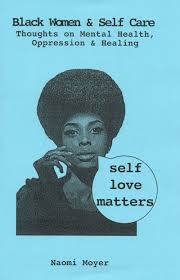 Black Women & Self Care
Thoughts on Mental Health,
Oppression & Healing
self
love
matters
Naomi Moyer